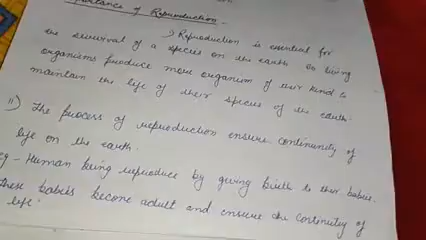 Importance of Reproduction.
i) Reproduction is essential for
the survival of a species on the earth. So living
organisms produce more organism of their kind to
maintain the life of their species of the earth.
ii) The process of reproduction ensure continuity of
life on the earth.
eg - Human being reproduce by giving birth to their babies.
these babies become adult and ensure the continuity of
life.